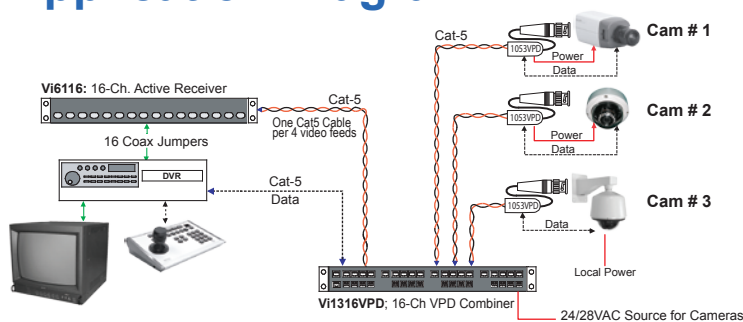 Cam # 1
Cat-5
1053VPD
Power
Data
Vi6116: 16-Ch. Active Receiver
Cat-5
One Cat5 Cable
per 4 video feeds
Cam # 2
1053VPD
Power
Data
16 Coax Jumpers
DVR
Cat-5
Data
Cam # 3
1053VPD
Data
Local Power
Vi1316VPD; 16-Ch VPD Combiner
24/28VAC Source for Cameras